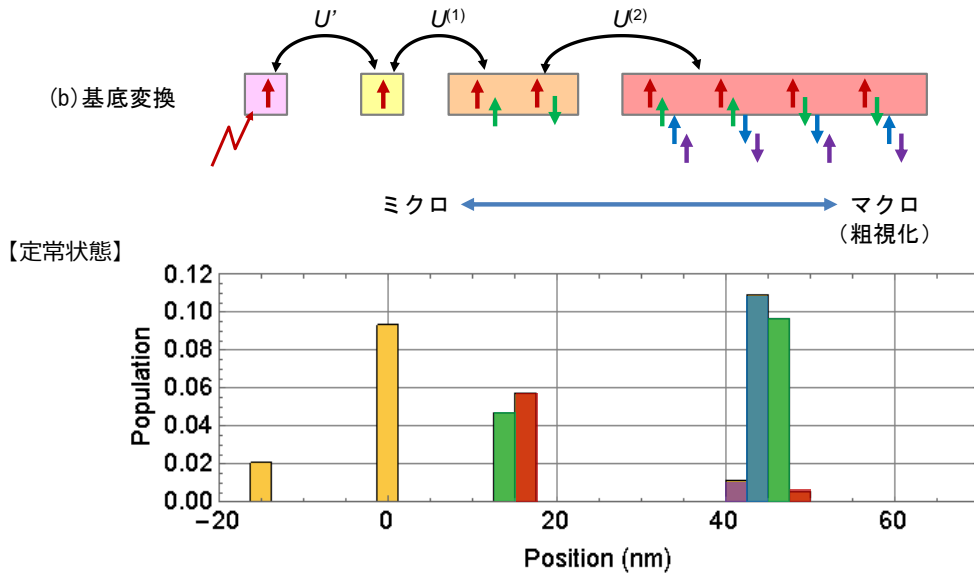 U' U(1) U(2)
(b)基底変換
ミクロ マクロ
(粗視化)
【定常状態】
0.12
0.10
0.08
0.06
0.04
0.02
0.00
Population
−20 0 20 40 60
Position (nm)